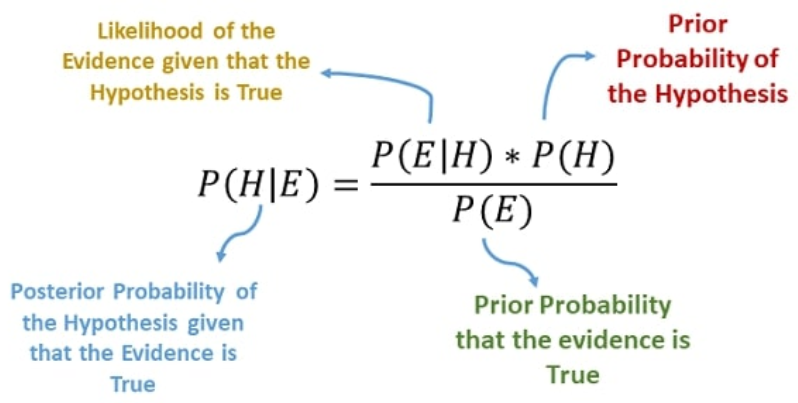 Likelihood of the
Evidence given that the
Hypothesis is True
Prior
Probability of
the Hypothesis
P(H|E) = P(E|H) * P(H)
P(E)
Posterior Probability of
the Hypothesis given
that the Evidence is
True
Prior Probability
that the evidence is
True